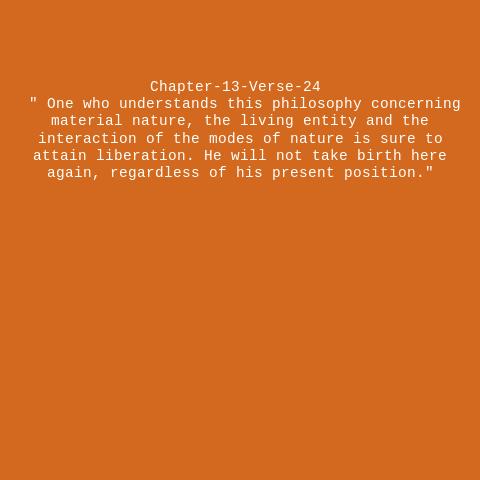 Chapter-13-Verse-24
" One who understands this philosophy concerning
material nature, the living entity and the
interaction of the modes of nature is sure to
attain liberation. He will not take birth here
again, regardless of his present position."